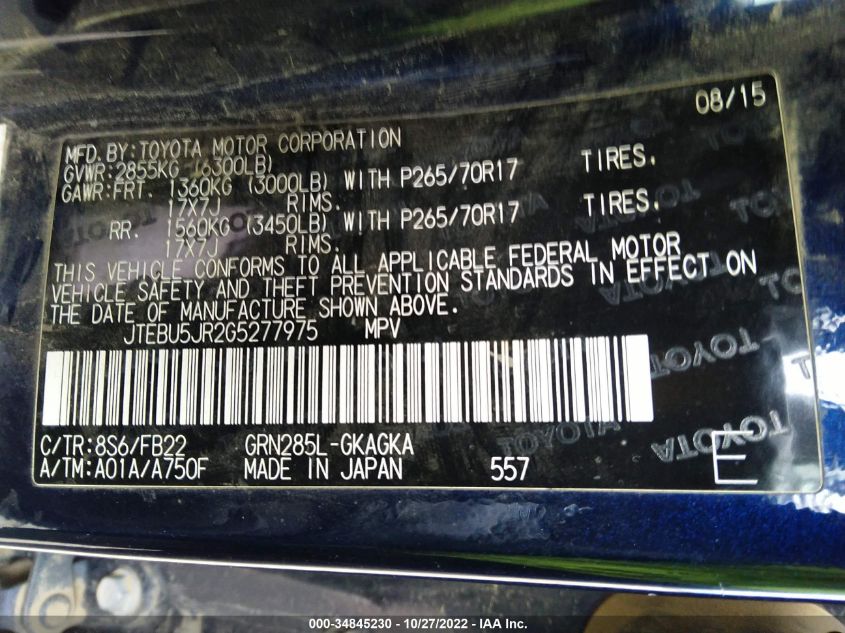 08/15
MFD. BY: TOYOTA MOTOR CORPORATION
GVWR: 2855KG (6300LB)
GAWR: FRT. 1360KG (3000LB) WITH P265/70R17 TIRES.
17X7J RIMS.
RR. 1560KG (3450LB) WITH P265/70R17 TIRES.
17X7J RIMS.
THIS VEHICLE CONFORMS TO ALL APPLICABLE FEDERAL MOTOR
VEHICLE SAFETY AND THEFT PREVENTION STANDARDS IN EFFECT ON
THE DATE OF MANUFACTURE SHOWN ABOVE.
JTEBU5JR2G5277975 MPV
C/TR: 8S6/FB22 GRN285L-GKAGKA
A/TM: A01A/A750F MADE IN JAPAN 557 E
TOYOTA
TOYOTA
000-34845230 - 10/27/2022 - IAA Inc.